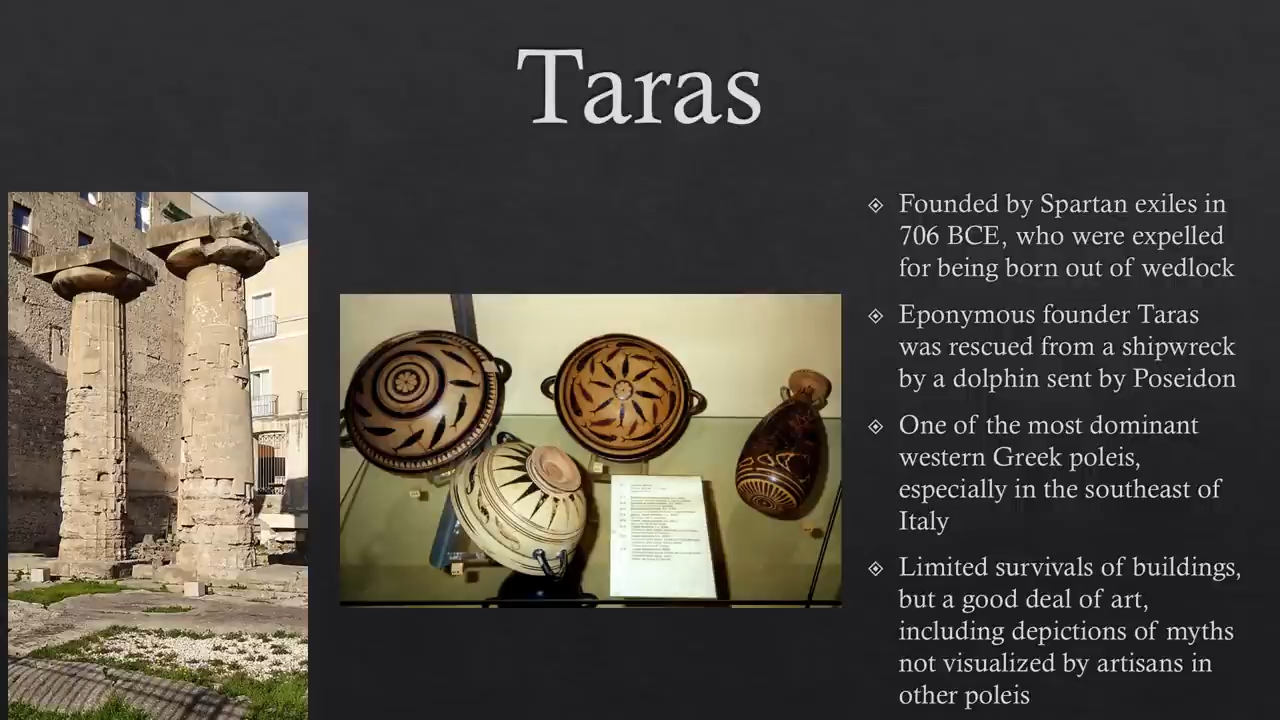 Taras
Founded by Spartan exiles in
706 BCE, who were expelled
for being born out of wedlock
Eponymous founder Taras
was rescued from a shipwreck
by a dolphin sent by Poseidon
One of the most dominant
western Greek poleis,
especially in the southeast of
Italy
Limited survivals of buildings,
but a good deal of art,
including depictions of myths
not visualized by artisans in
other poleis